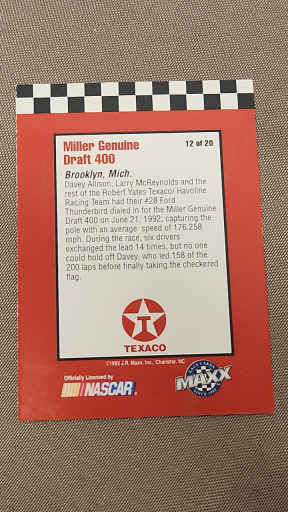 Miller Genuine
Draft 400
12 of 20
Brooklyn, Mich.
Davey Allison, Larry McReynolds and the
rest of the Robert Yates Texaco/ Havoline
Racing Team had their #28 Ford
Thunderbird dialed in for the Miller Genuine
Draft 400 on June 21, 1992, capturing the
pole with an average speed of 176.258
mph. During the race, six drivers
exchanged the lead 14 times, but no one
could hold off Davey, who led 158 of the
200 laps before finally taking the checkered
flag.
T
TEXACO
J.R. Maxx, Inc., Charlotte, NC
Officially Licensed by
NASCAR
MAXX